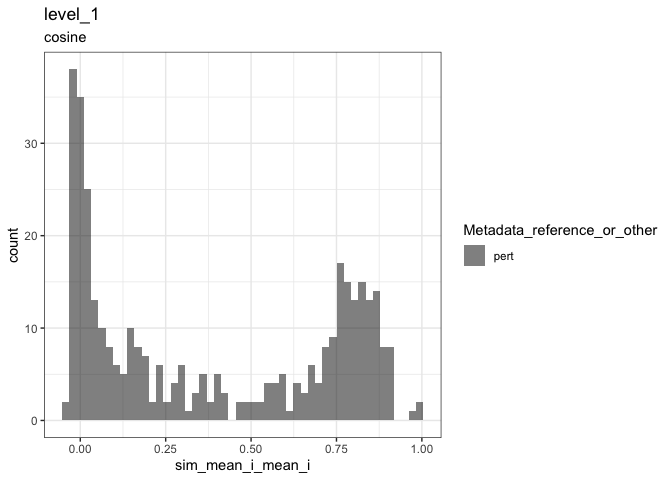 level_1
cosine
30
20
10
0
count
0.00 0.25 0.50 0.75 1.00
sim_mean_i_mean_i
Metadata_reference_or_other
pert